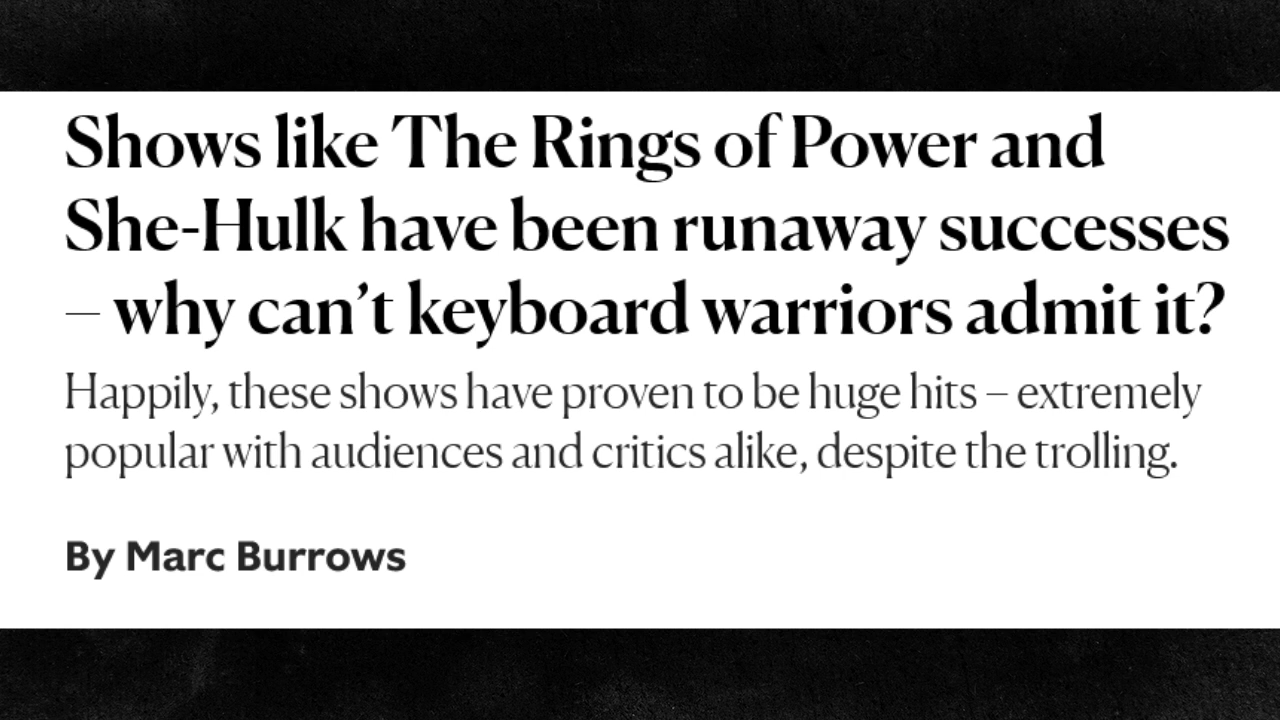 Shows like The Rings of Power and
She-Hulk have been runaway successes
– why can’t keyboard warriors admit it?
Happily, these shows have proven to be huge hits – extremely
popular with audiences and critics alike, despite the trolling.
By Marc Burrows